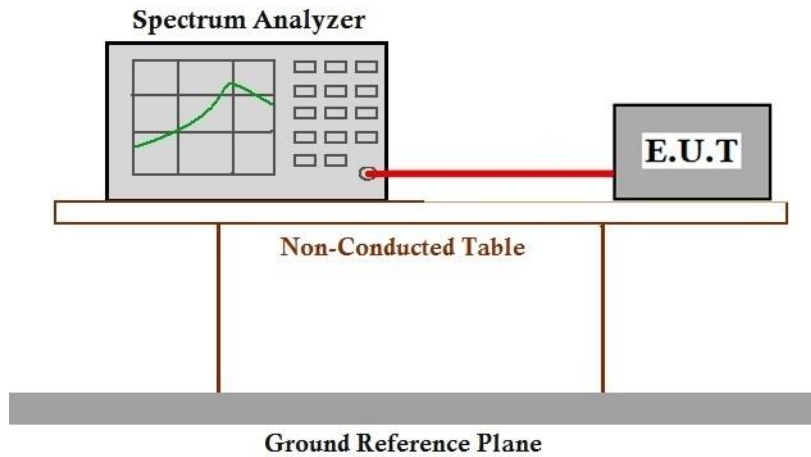 Spectrum Analyzer
E.U.T
Non-Conducted Table
Ground Reference Plane